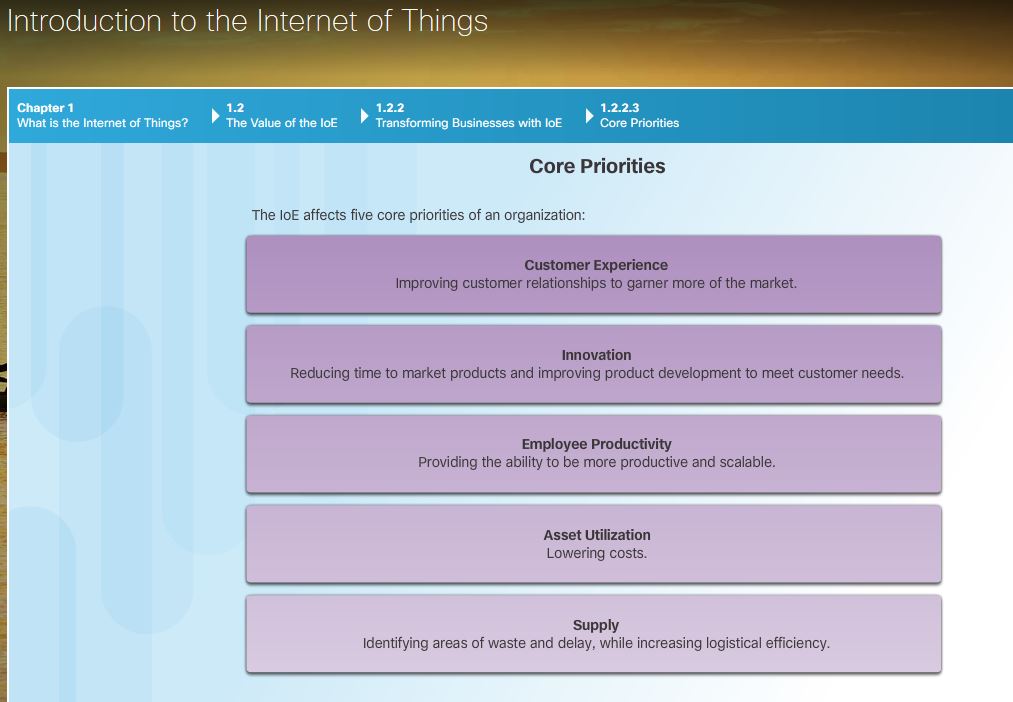 Introduction to the Internet of Things
Chapter 1
What is the Internet of Things?
1.2
The Value of the IoE
1.2.2
Transforming Businesses with IoE
1.2.2.3
Core Priorities
Core Priorities
The IoE affects five core priorities of an organization:
Customer Experience
Improving customer relationships to garner more of the market.
Innovation
Reducing time to market products and improving product development to meet customer needs.
Employee Productivity
Providing the ability to be more productive and scalable.
Asset Utilization
Lowering costs.
Supply
Identifying areas of waste and delay, while increasing logistical efficiency.